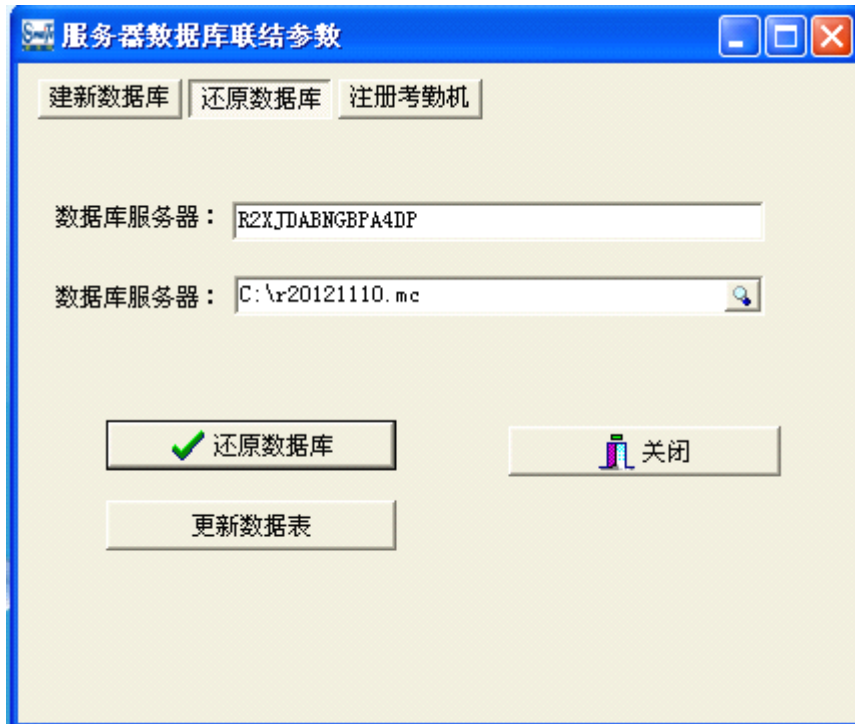 服务器数据库联结参数
建新数据库 还原数据库 注册考勤机
数据库服务器： R2XJDABNGBPA4DP
数据库服务器： C:\r20121110.mc
还原数据库 关闭
更新数据表